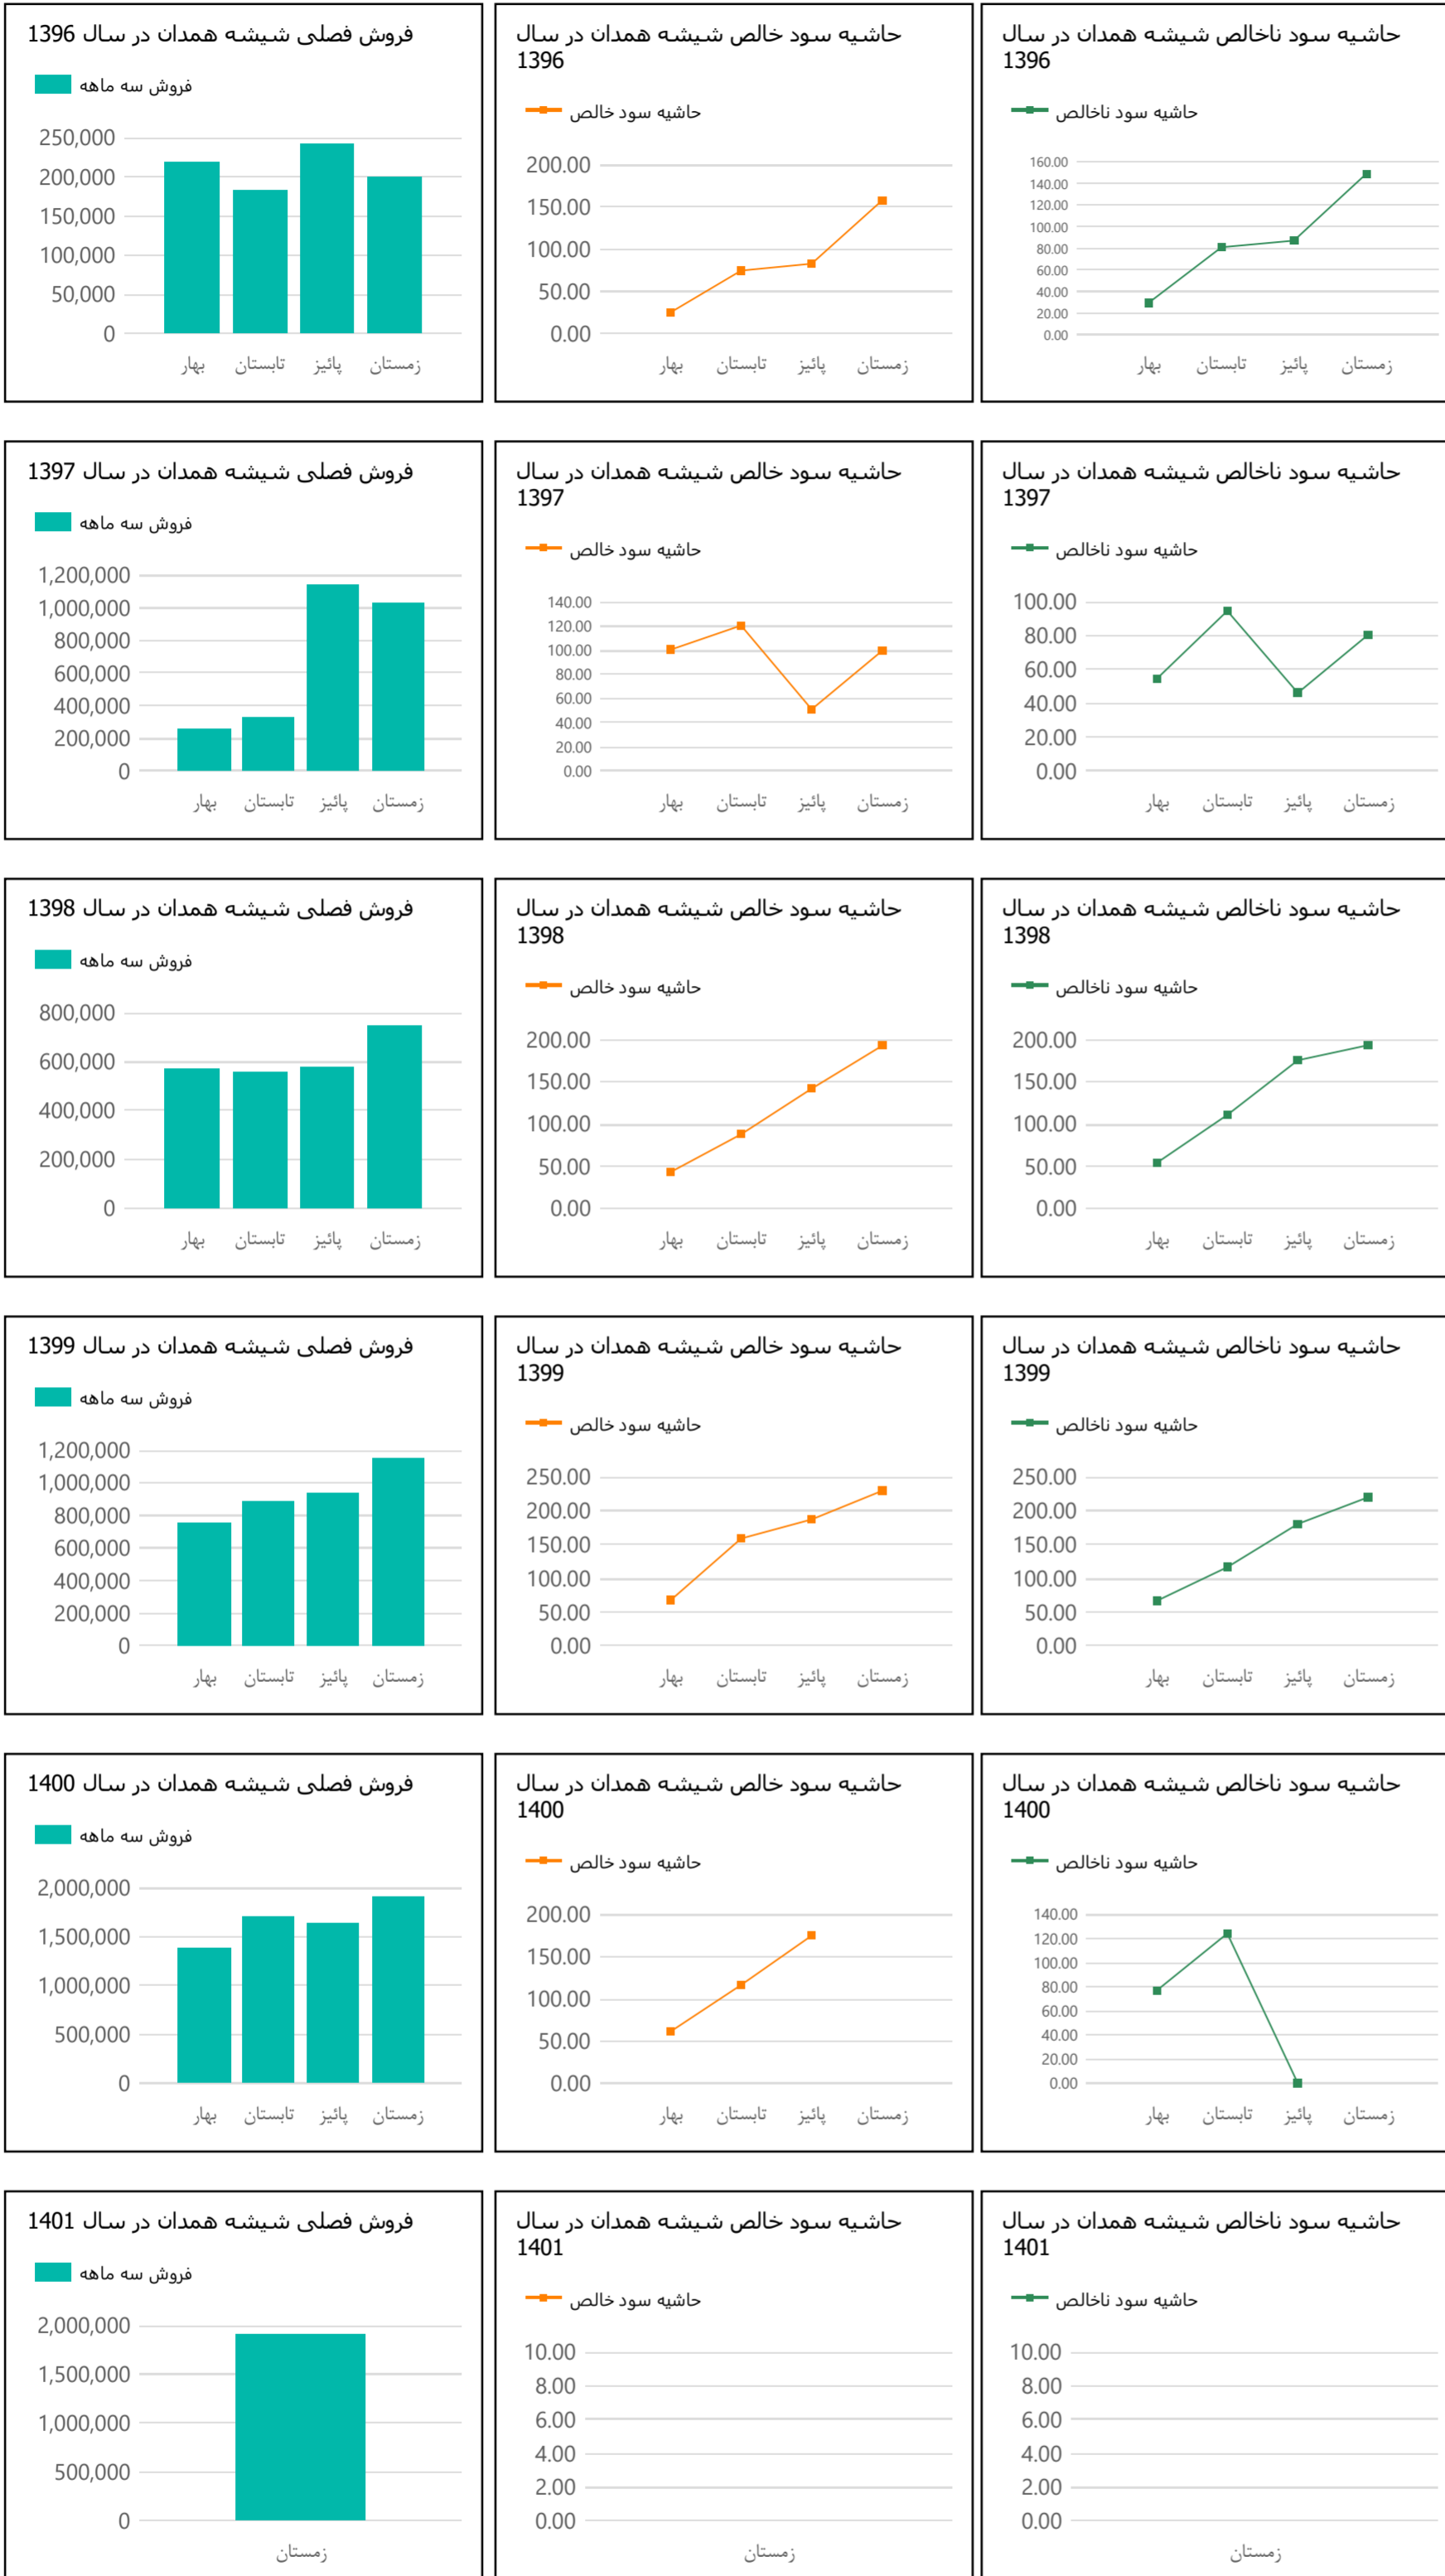 فروش فصلی شیشه همدان در سال 1396
فروش سه ماهه
250,000
200,000
150,000
100,000
50,000
0
بهار تابستان پائیز زمستان
حاشیه سود خالص شیشه همدان در سال
1396
حاشیه سود خالص
200.00
150.00
100.00
50.00
0.00
بهار تابستان پائیز زمستان
حاشیه سود ناخالص شیشه همدان در سال
1396
حاشیه سود ناخالص
160.00
140.00
120.00
100.00
80.00
60.00
40.00
20.00
0.00
بهار تابستان پائیز زمستان
فروش فصلی شیشه همدان در سال 1397
فروش سه ماهه
1,200,000
1,000,000
800,000
600,000
400,000
200,000
0
بهار تابستان پائیز زمستان
حاشیه سود خالص شیشه همدان در سال
1397
حاشیه سود خالص
140.00
120.00
100.00
80.00
60.00
40.00
20.00
0.00
بهار تابستان پائیز زمستان
حاشیه سود ناخالص شیشه همدان در سال
1397
حاشیه سود ناخالص
100.00
80.00
60.00
40.00
20.00
0.00
بهار تابستان پائیز زمستان
فروش فصلی شیشه همدان در سال 1398
فروش سه ماهه
800,000
600,000
400,000
200,000
0
بهار تابستان پائیز زمستان
حاشیه سود خالص شیشه همدان در سال
1398
حاشیه سود خالص
200.00
150.00
100.00
50.00
0.00
بهار تابستان پائیز زمستان
حاشیه سود ناخالص شیشه همدان در سال
1398
حاشیه سود ناخالص
200.00
150.00
100.00
50.00
0.00
بهار تابستان پائیز زمستان
فروش فصلی شیشه همدان در سال 1399
فروش سه ماهه
1,200,000
1,000,000
800,000
600,000
400,000
200,000
0
بهار تابستان پائیز زمستان
حاشیه سود خالص شیشه همدان در سال
1399
حاشیه سود خالص
250.00
200.00
150.00
100.00
50.00
0.00
بهار تابستان پائیز زمستان
حاشیه سود ناخالص شیشه همدان در سال
1399
حاشیه سود ناخالص
250.00
200.00
150.00
100.00
50.00
0.00
بهار تابستان پائیز زمستان
فروش فصلی شیشه همدان در سال 1400
فروش سه ماهه
2,000,000
1,500,000
1,000,000
500,000
0
بهار تابستان پائیز زمستان
حاشیه سود خالص شیشه همدان در سال
1400
حاشیه سود خالص
200.00
150.00
100.00
50.00
0.00
بهار تابستان پائیز زمستان
حاشیه سود ناخالص شیشه همدان در سال
1400
حاشیه سود ناخالص
140.00
120.00
100.00
80.00
60.00
40.00
20.00
0.00
بهار تابستان پائیز زمستان
فروش فصلی شیشه همدان در سال 1401
فروش سه ماهه
2,000,000
1,500,000
1,000,000
500,000
0
زمستان
حاشیه سود خالص شیشه همدان در سال
1401
حاشیه سود خالص
10.00
8.00
6.00
4.00
2.00
0.00
زمستان
حاشیه سود ناخالص شیشه همدان در سال
1401
حاشیه سود ناخالص
10.00
8.00
6.00
4.00
2.00
0.00
زمستان